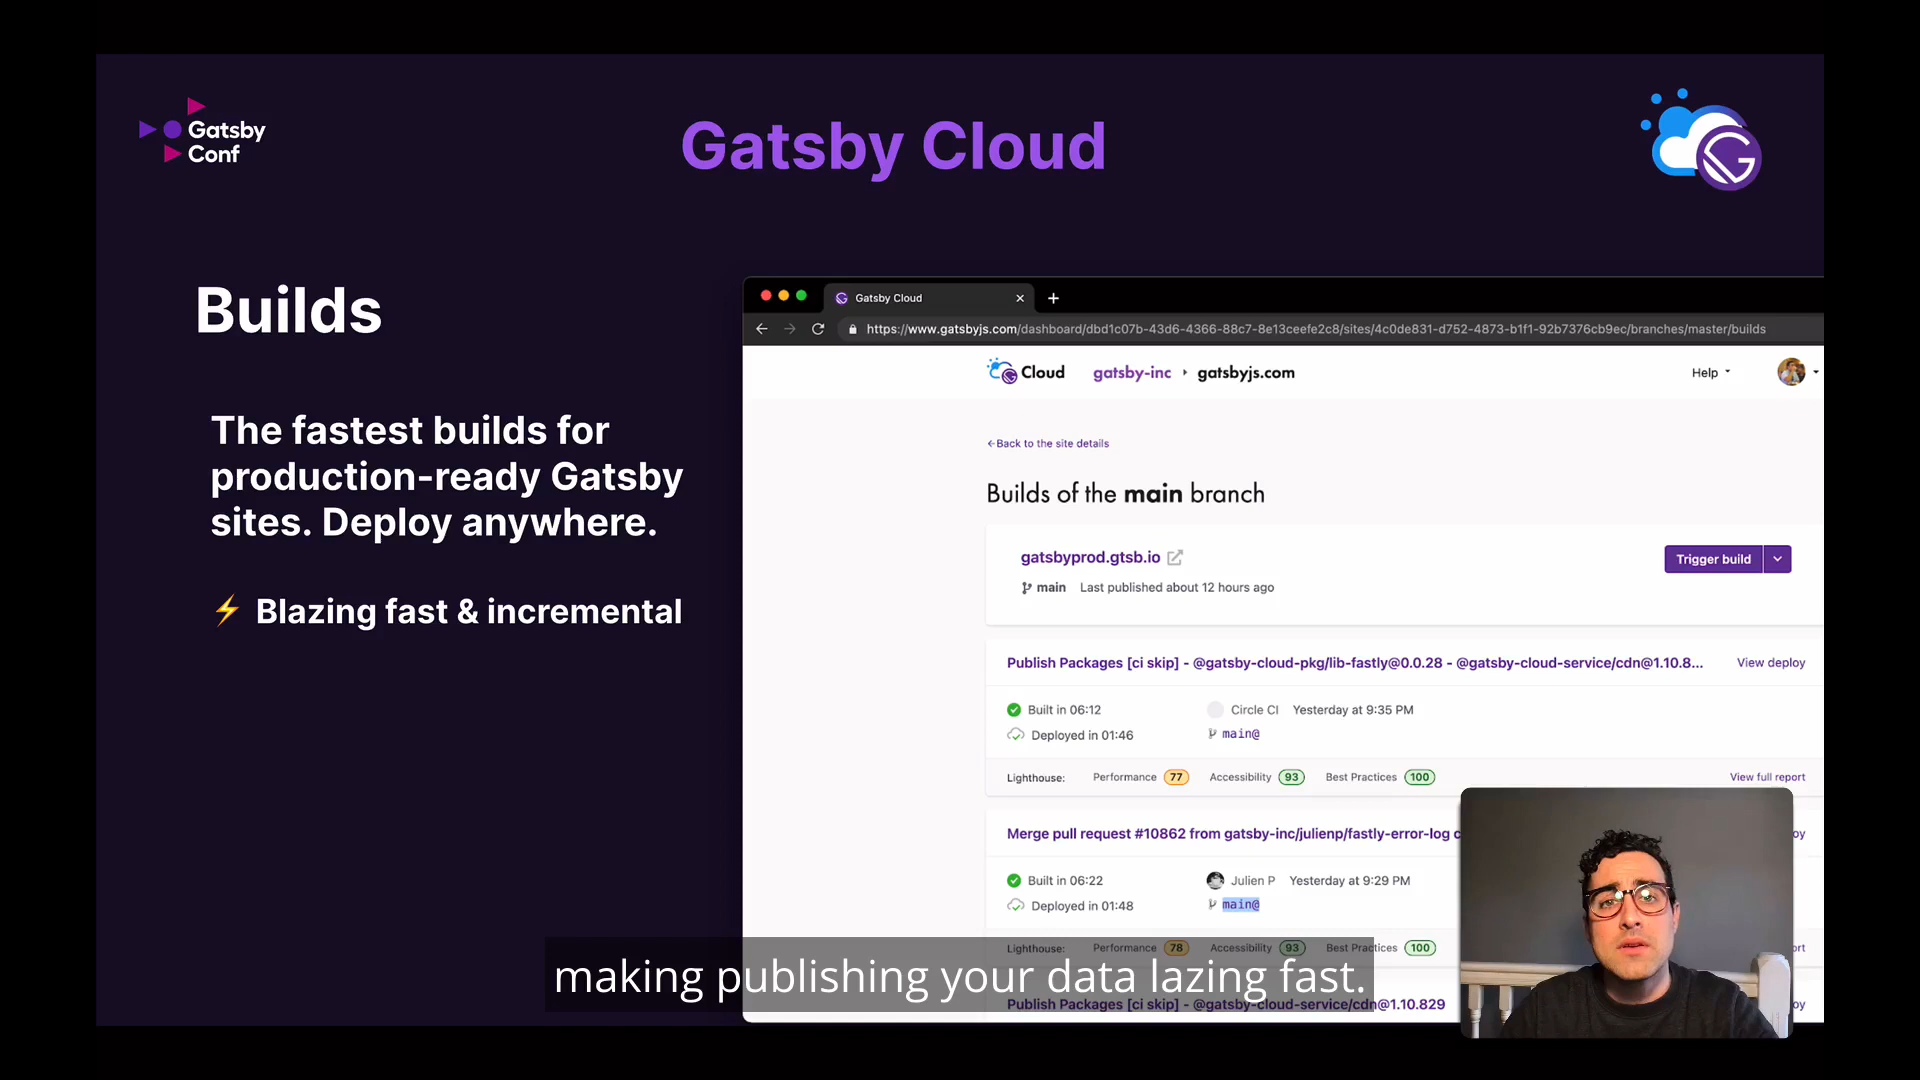 Gatsby
Conf
Gatsby Cloud
Builds
The fastest builds for
production-ready Gatsby
sites. Deploy anywhere.
⚡ Blazing fast & incremental
Gatsby Cloud
https://www.gatsbyjs.com/dashboard/dbd1c07b-43d6-4366-88c7-8e13ceefe2c8/sites/4c0de831-d752-4873-b1f1-92b7376cb9ec/branches/master/builds
Cloud gatsby-inc gatsbyjs.com Help
←Back to the site details
Builds of the main branch
gatsbyprod.gtsb.io Trigger build
main Last published about 12 hours ago
Publish Packages [ci skip] - @gatsby-cloud-pkg/lib-fastly@0.0.28 - @gatsby-cloud-service/cdn@1.10.8... View deploy
Built in 06:12 Circle CI Yesterday at 9:35 PM
Deployed in 01:46 main@
Lighthouse: Performance 77 Accessibility 93 Best Practices 100 View full report
Merge pull request #10862 from gatsby-inc/julienp/fastly-error-log
Built in 06:22 Julien P Yesterday at 9:29 PM
Deployed in 01:48 main@
Lighthouse: Performance 78 Accessibility 93 Best Practices 100
making publishing your data lazing fast.
Publish Packages [ci skip] - @gatsby-cloud-service/cdn@1.10.829